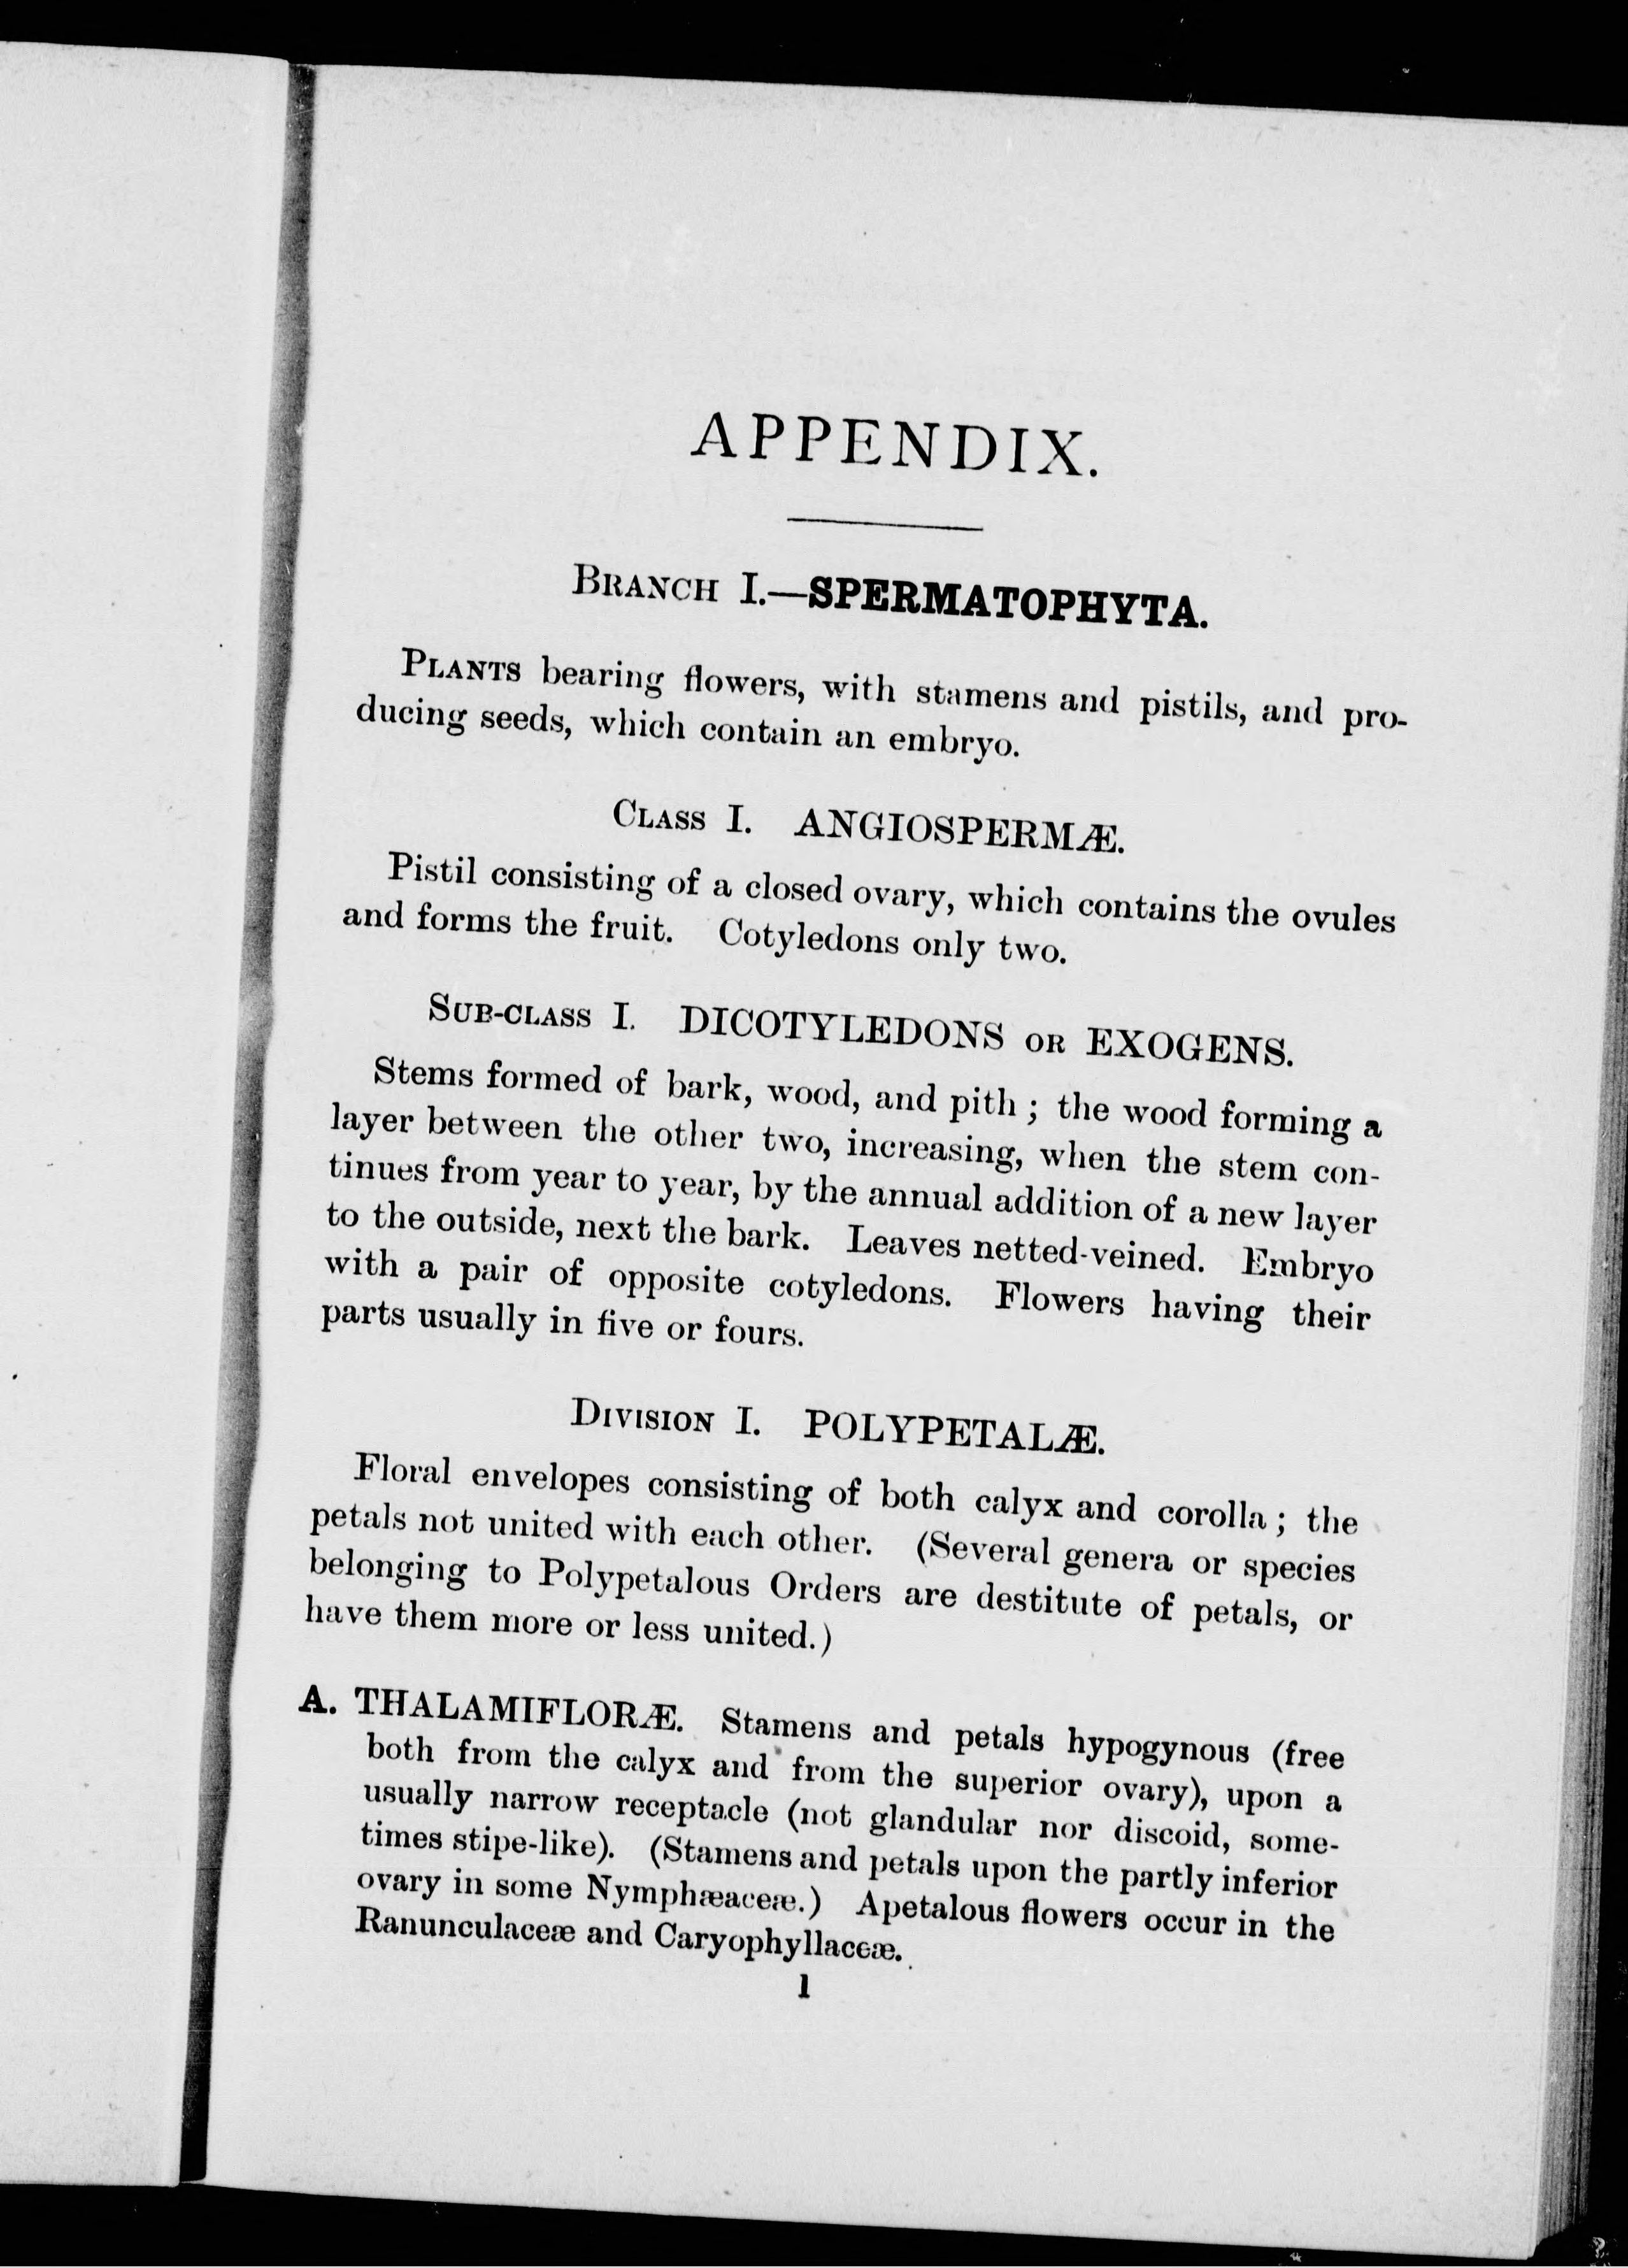 APPENDIX.
BRANCH I.—SPERMATOPHYTA.
PLANTS bearing flowers, with stamens and pistils, and pro-
ducing seeds, which contain an embryo.
CLASS I. ANGIOSPERMÆ.
Pistil consisting of a closed ovary, which contains the ovules
and forms the fruit. Cotyledons only two.
SUB-CLASS I. DICOTYLEDONS OR EXOGENS.
Stems formed of bark, wood, and pith ; the wood forming a
layer between the other two, increasing, when the stem con-
tinues from year to year, by the annual addition of a new layer
to the outside, next the bark. Leaves netted-veined. Embryo
with a pair of opposite cotyledons. Flowers having their
parts usually in five or fours.
DIVISION I. POLYPETALÆ.
Floral envelopes consisting of both calyx and corolla ; the
petals not united with each other. (Several genera or species
belonging to Polypetalous Orders are destitute of petals, or
have them more or less united.)
A. THALAMIFLORÆ. Stamens and petals hypogynous (free
both from the calyx and from the superior ovary), upon a
usually narrow receptacle (not glandular nor discoid, some-
times stipe-like). (Stamens and petals upon the partly inferior
ovary in some Nymphæaceæ.) Apetalous flowers occur in the
Ranunculaceæ and Caryophyllaceæ.
1